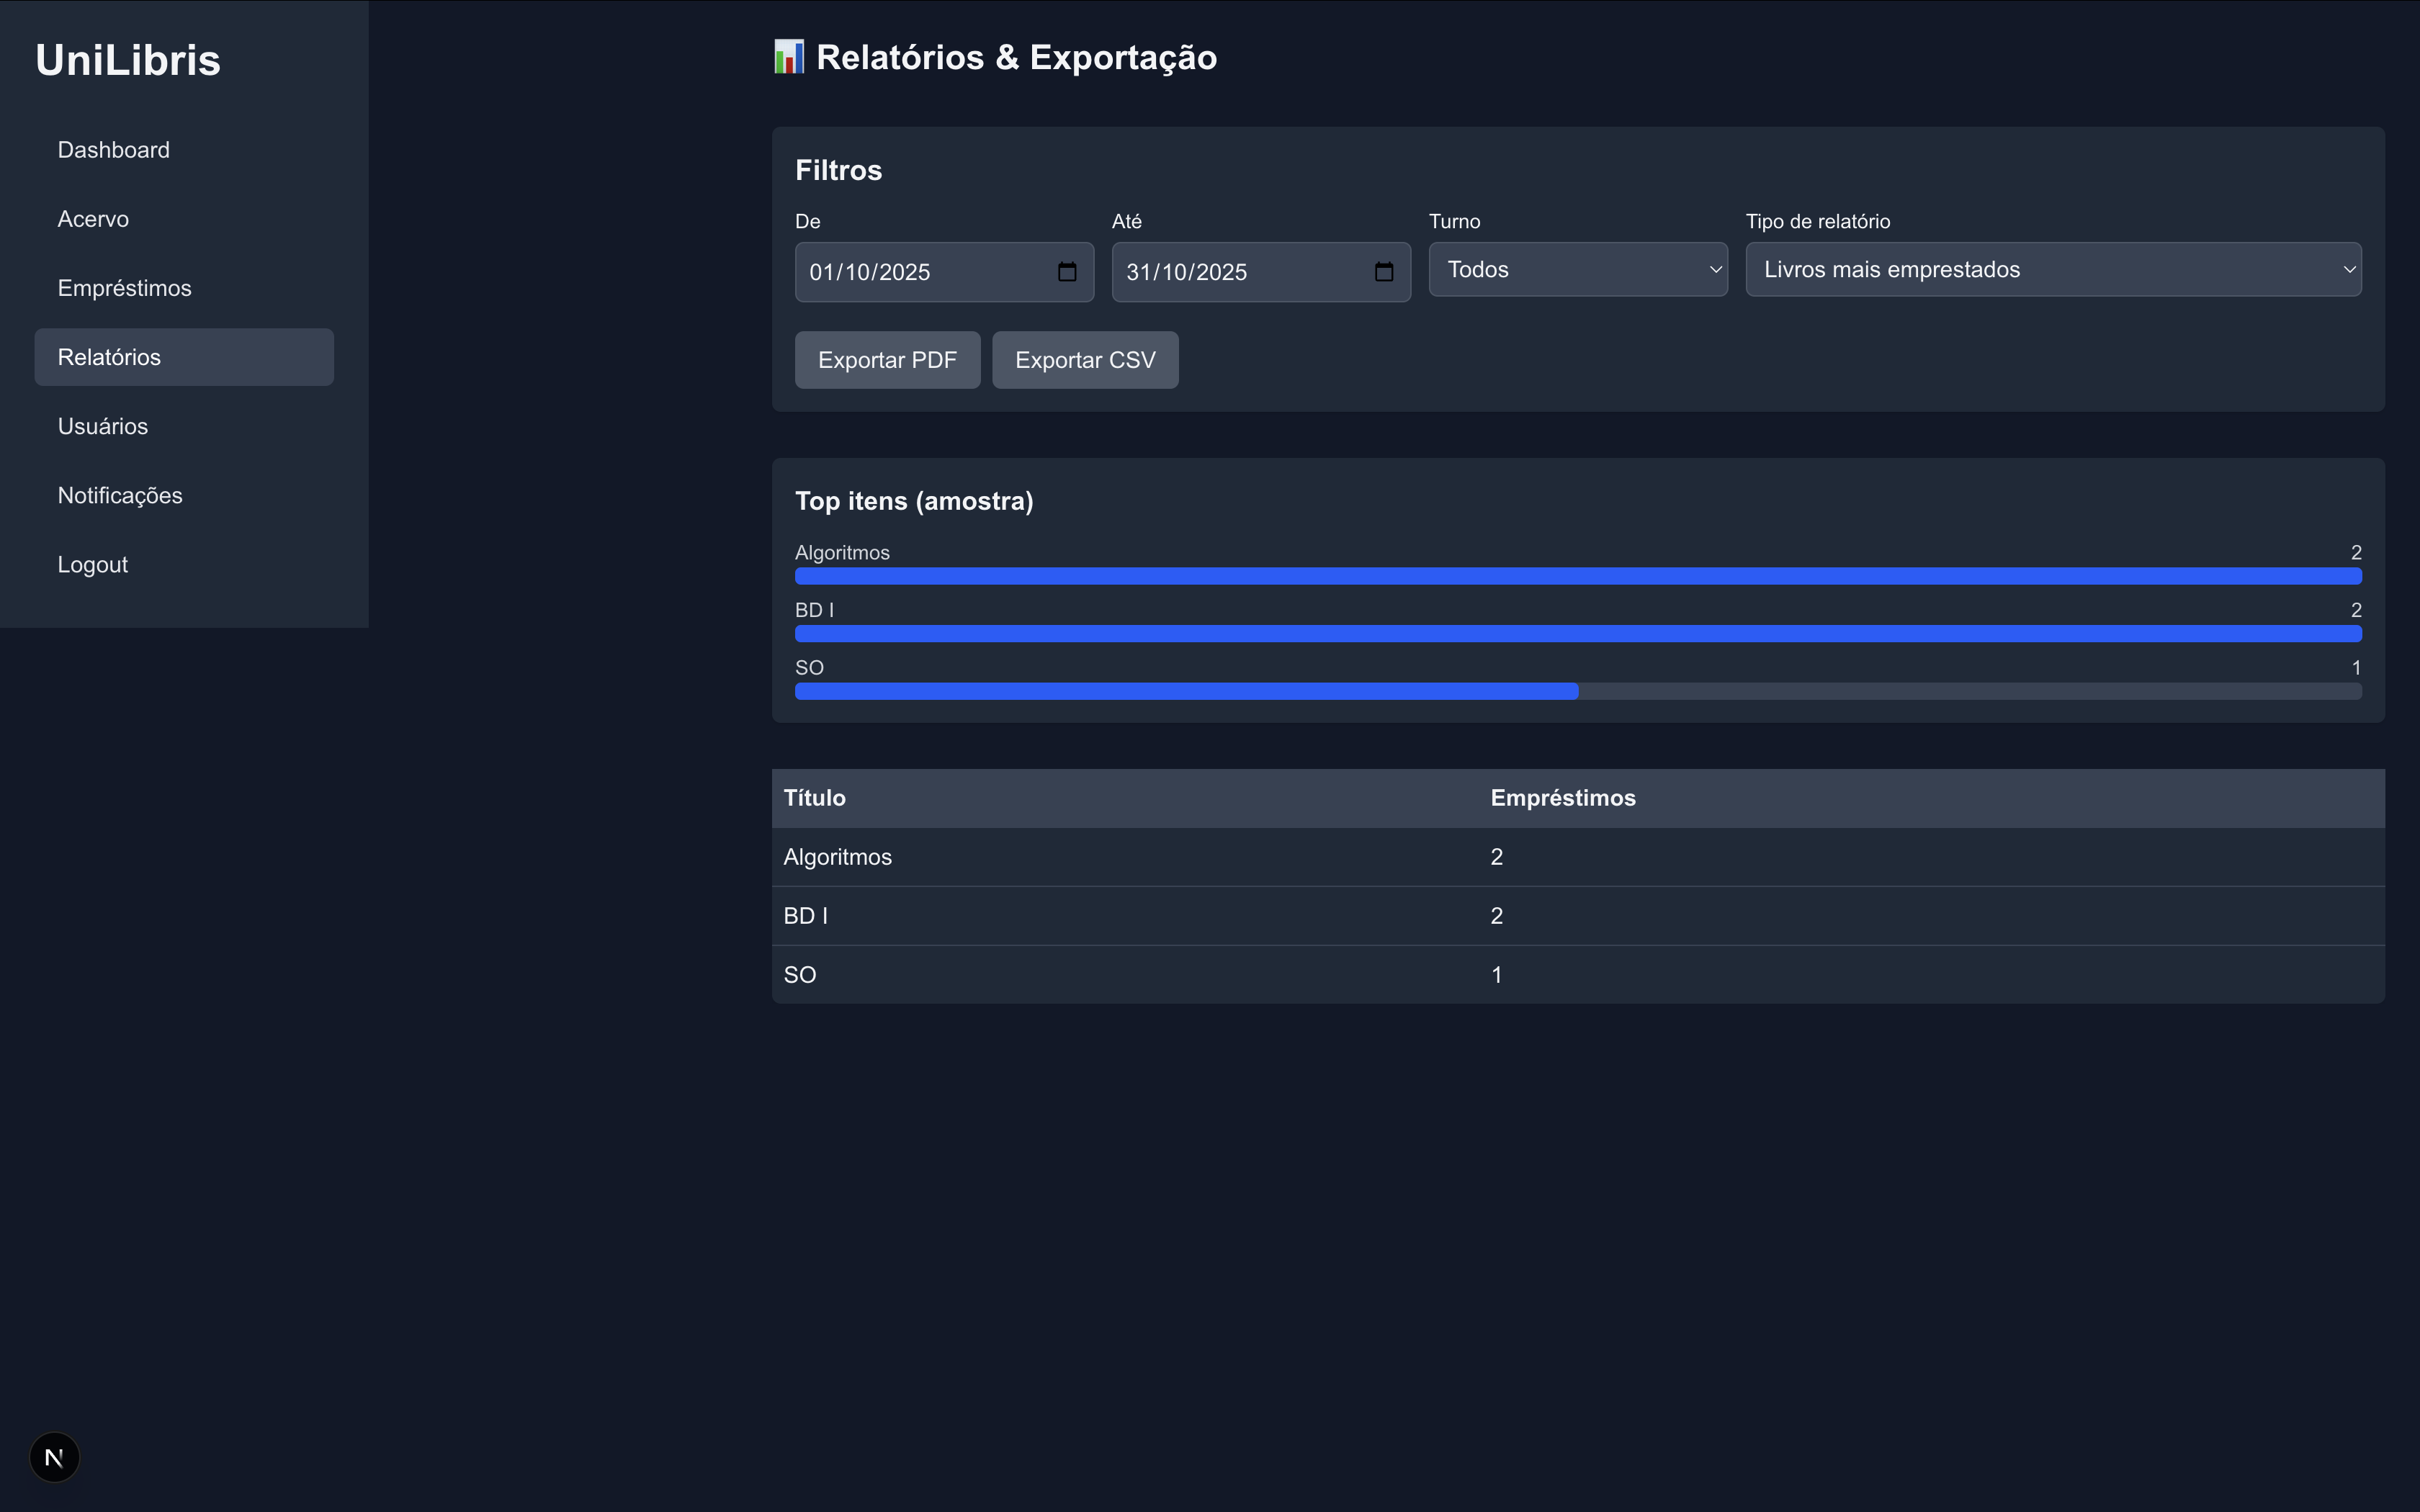 UniLibris
Dashboard
Acervo
Empréstimos
Relatórios
Usuários
Notificações
Logout
📊 Relatórios & Exportação
Filtros
De Até Turno Tipo de relatório
01/10/2025 31/10/2025 Todos Livros mais emprestados
Exportar PDF Exportar CSV
Top itens (amostra)
Algoritmos 2
BD I 2
SO 1
Título Empréstimos
Algoritmos 2
BD I 2
SO 1
N